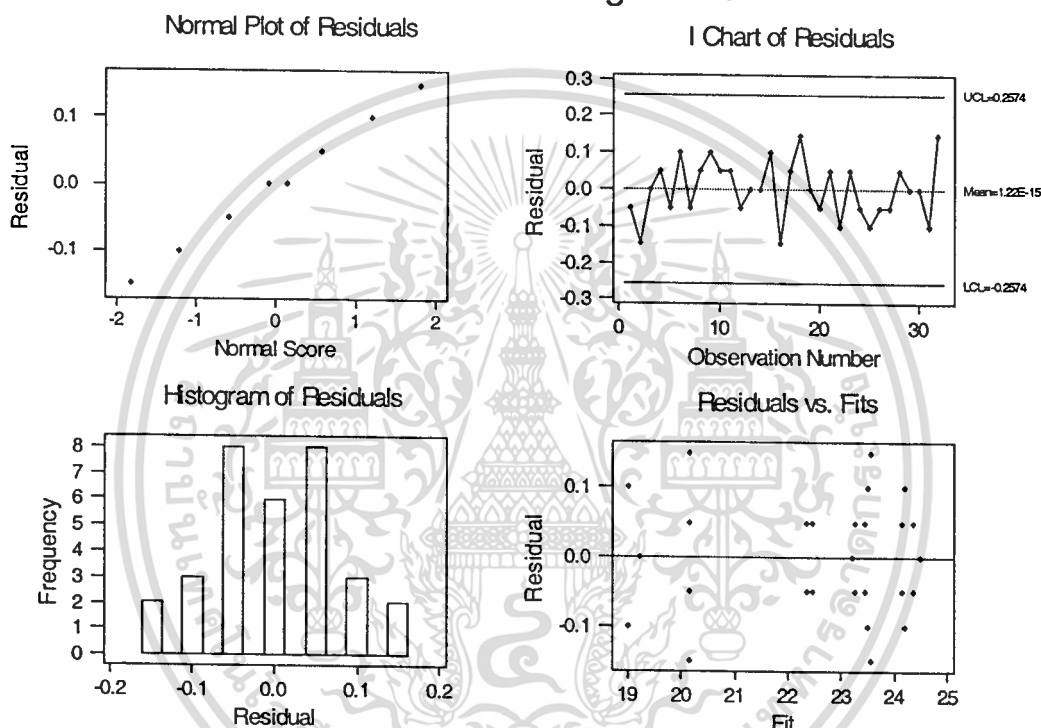 Normal Plot of Residuals
Residual
0.1
0.0
-0.1
-2
-1
0
1
2
Normal Score
I Chart of Residuals
Residual
0.3
0.2
0.1
0.0
-0.1
-0.2
-0.3
UCL=0.2574
Mean=1.22E-15
LCL=-0.2574
0
10
20
30
Observation Number
Histogram of Residuals
Frequency
8
7
6
5
4
3
2
1
0
-0.2
-0.1
0.0
0.1
0.2
Residual
Residuals vs. Fits
Residual
0.1
0.0
-0.1
19
20
21
22
23
24
25
Fit